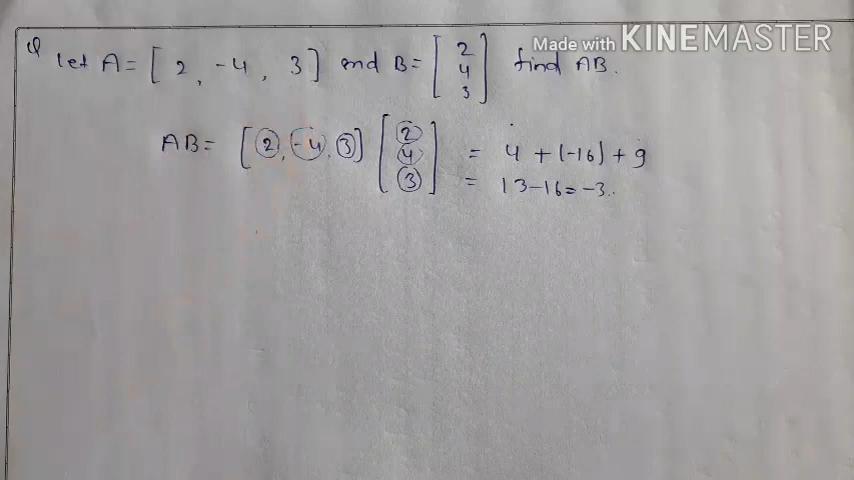 Made with KINEMASTER
Q Let A = [ 2, -4, 3 ] and B = [ 2 4 3 ] find AB.
AB = [ 2, -4, 3 ] [ 2 4 3 ] = 4 + (-16) + 9
= 13-16 = -3.